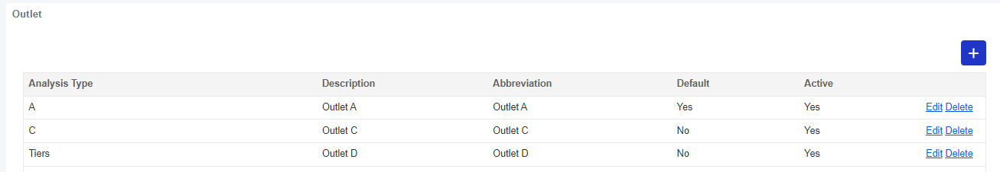 Outlet
+
Analysis Type Description Abbreviation Default Active
A Outlet A Outlet A Yes Yes Edit Delete
C Outlet C Outlet C No Yes Edit Delete
Tiers Outlet D Outlet D No Yes Edit Delete